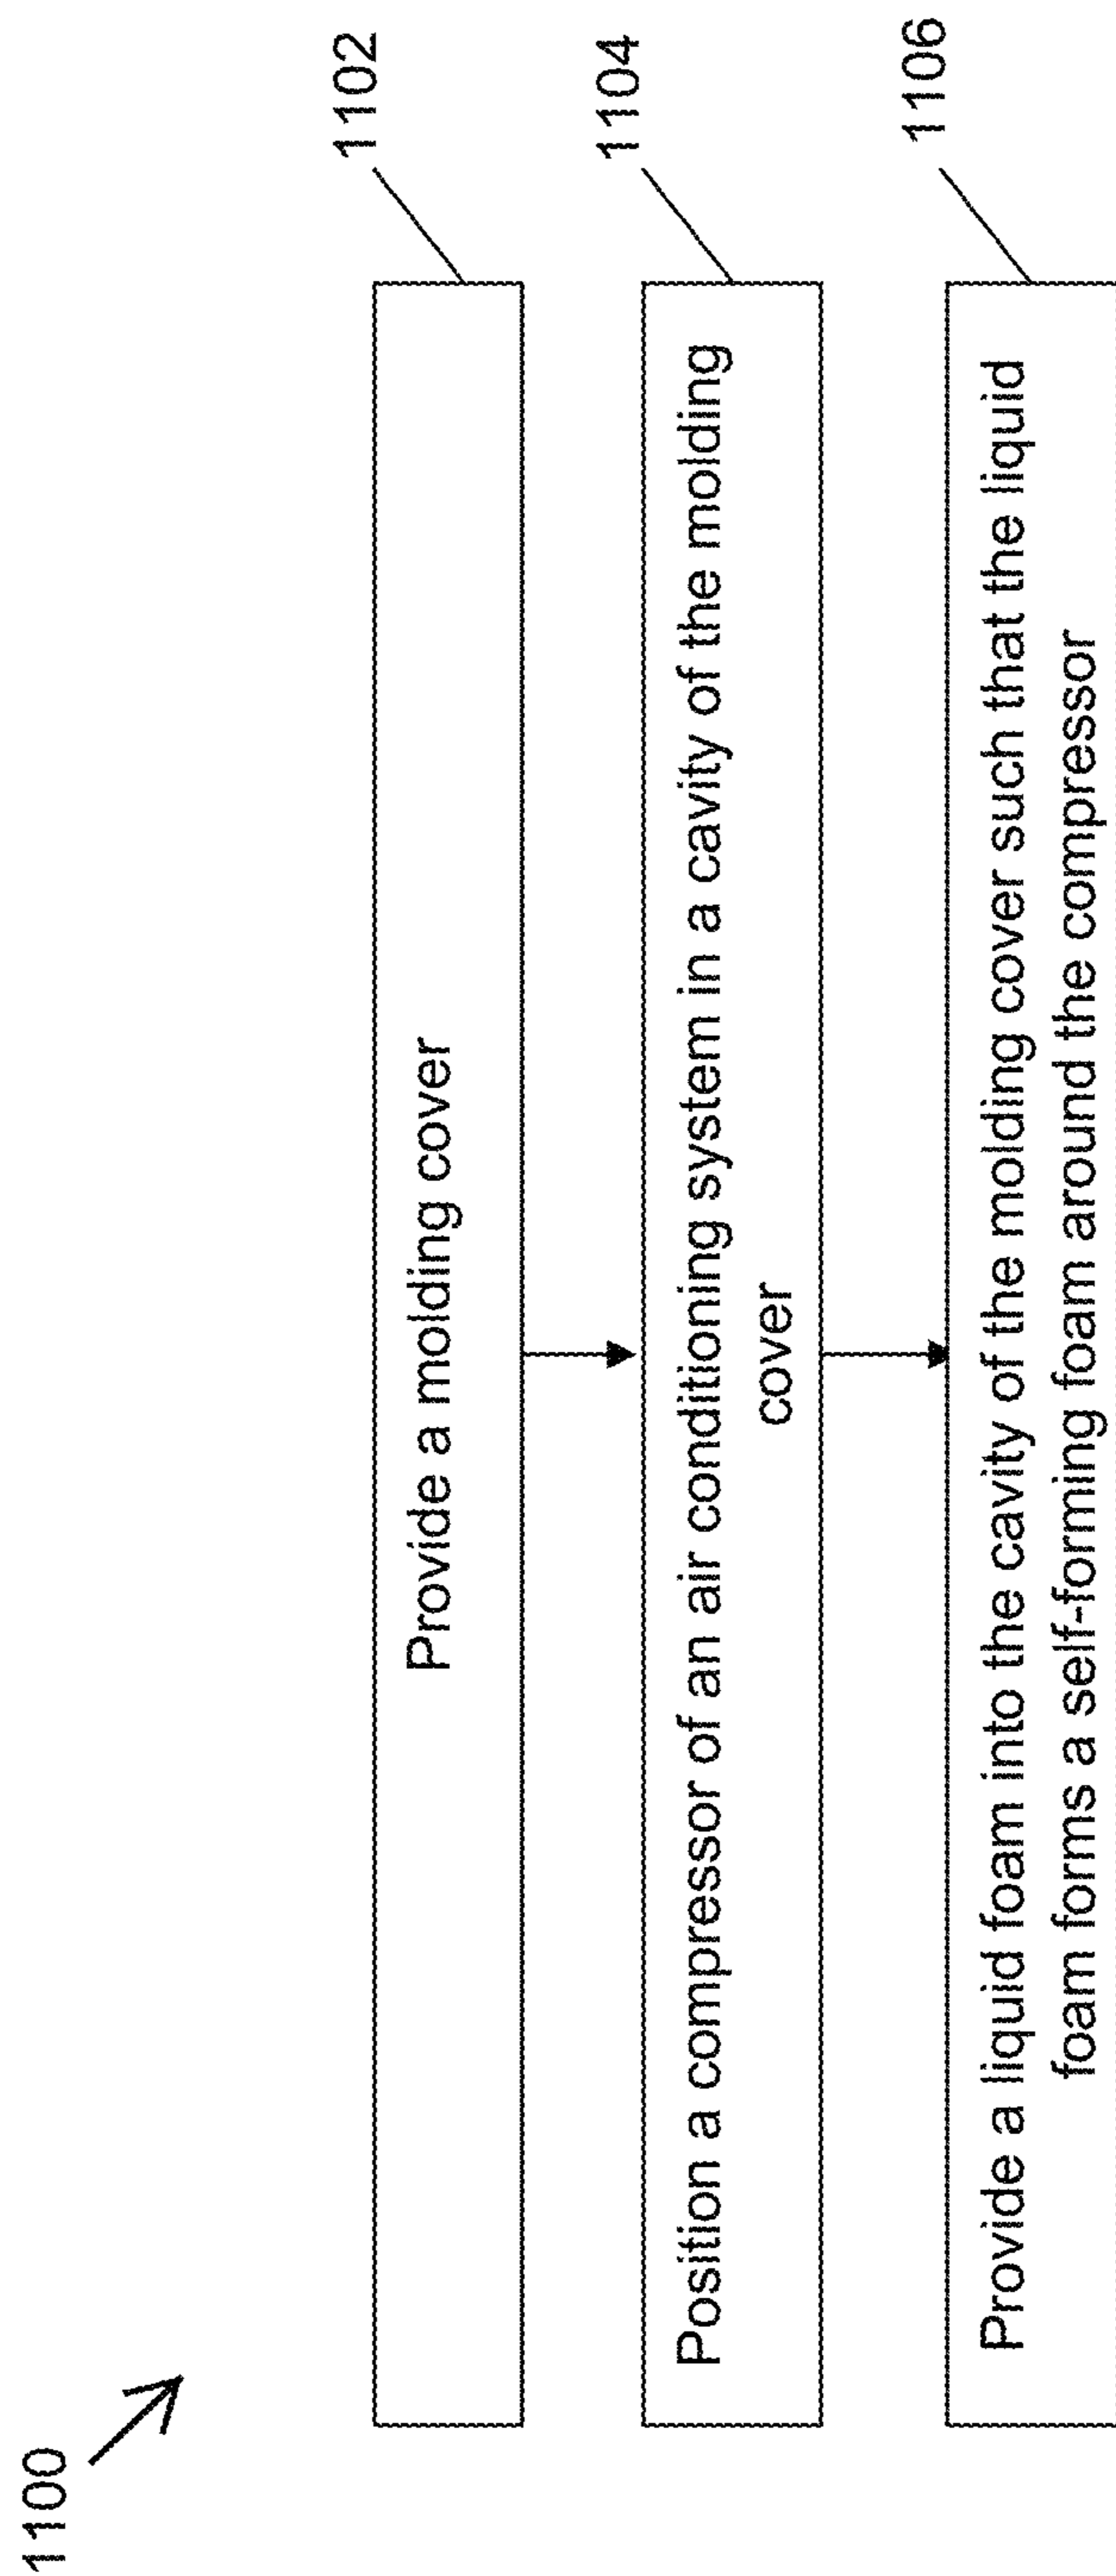 1100
1102
Provide a molding cover
1104
Position a compressor of an air conditioning system in a cavity of the molding
cover
1106
Provide a liquid foam into the cavity of the molding cover such that the liquid
foam forms a self-forming foam around the compressor